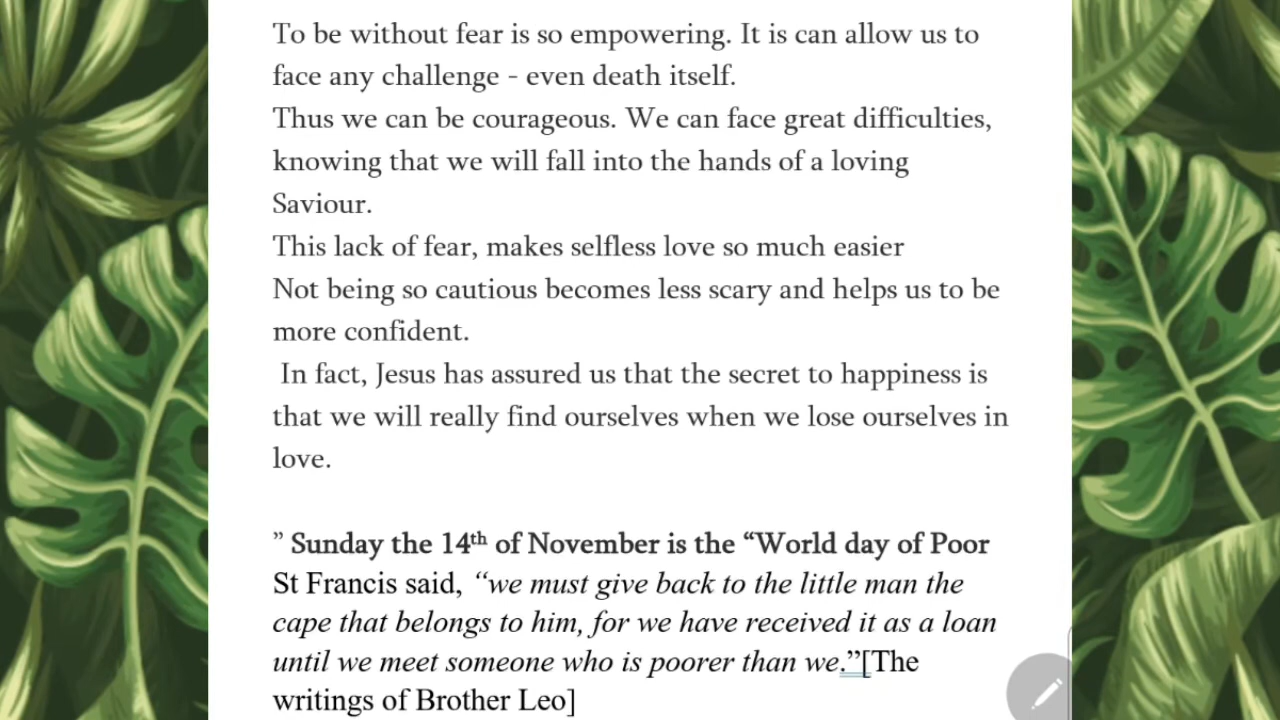 To be without fear is so empowering. It is can allow us to
face any challenge - even death itself.
Thus we can be courageous. We can face great difficulties,
knowing that we will fall into the hands of a loving
Saviour.
This lack of fear, makes selfless love so much easier
Not being so cautious becomes less scary and helps us to be
more confident.
In fact, Jesus has assured us that the secret to happiness is
that we will really find ourselves when we lose ourselves in
love.
” Sunday the 14th of November is the “World day of Poor
St Francis said, “we must give back to the little man the
cape that belongs to him, for we have received it as a loan
until we meet someone who is poorer than we.”[The
writings of Brother Leo]